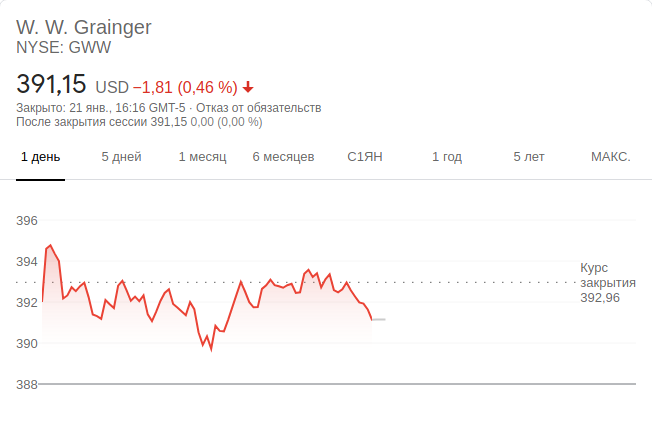 W. W. Grainger
NYSE: GWW
391,15 USD −1,81 (0,46 %)
Закрыто: 21 янв., 16:16 GMT-5 · Отказ от обязательств
После закрытия сессии 391,15 0,00 (0,00 %)
1 день 5 дней 1 месяц 6 месяцев С1ЯН 1 год 5 лет МАКС.
396
394
392
390
388
Курс
закрытия
392,96